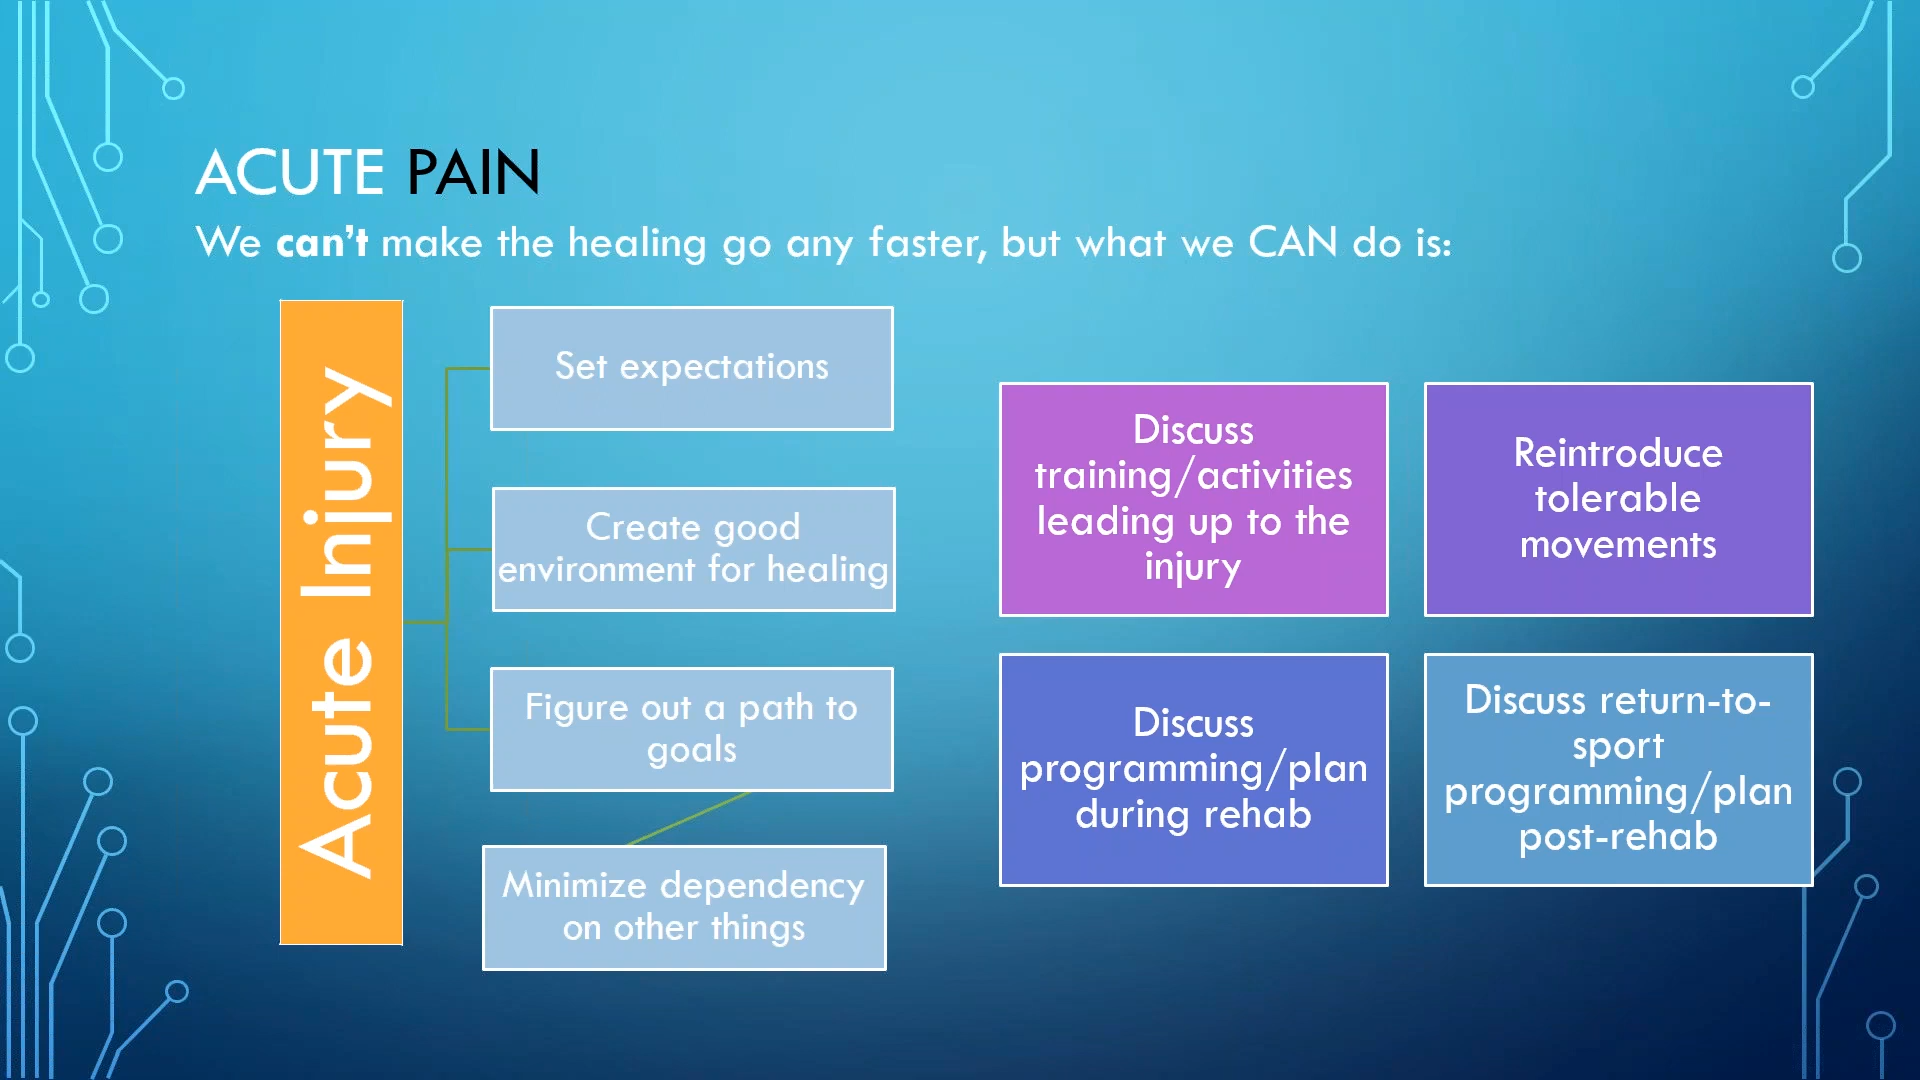 ACUTE PAIN
We can't make the healing go any faster, but what we CAN do is:
Acute Injury
Set expectations
Create good
environment for healing
Figure out a path to
goals
Minimize dependency
on other things
Discuss
training/activities
leading up to the
injury
Reintroduce
tolerable
movements
Discuss
programming/plan
during rehab
Discuss return-to-
sport
programming/plan
post-rehab